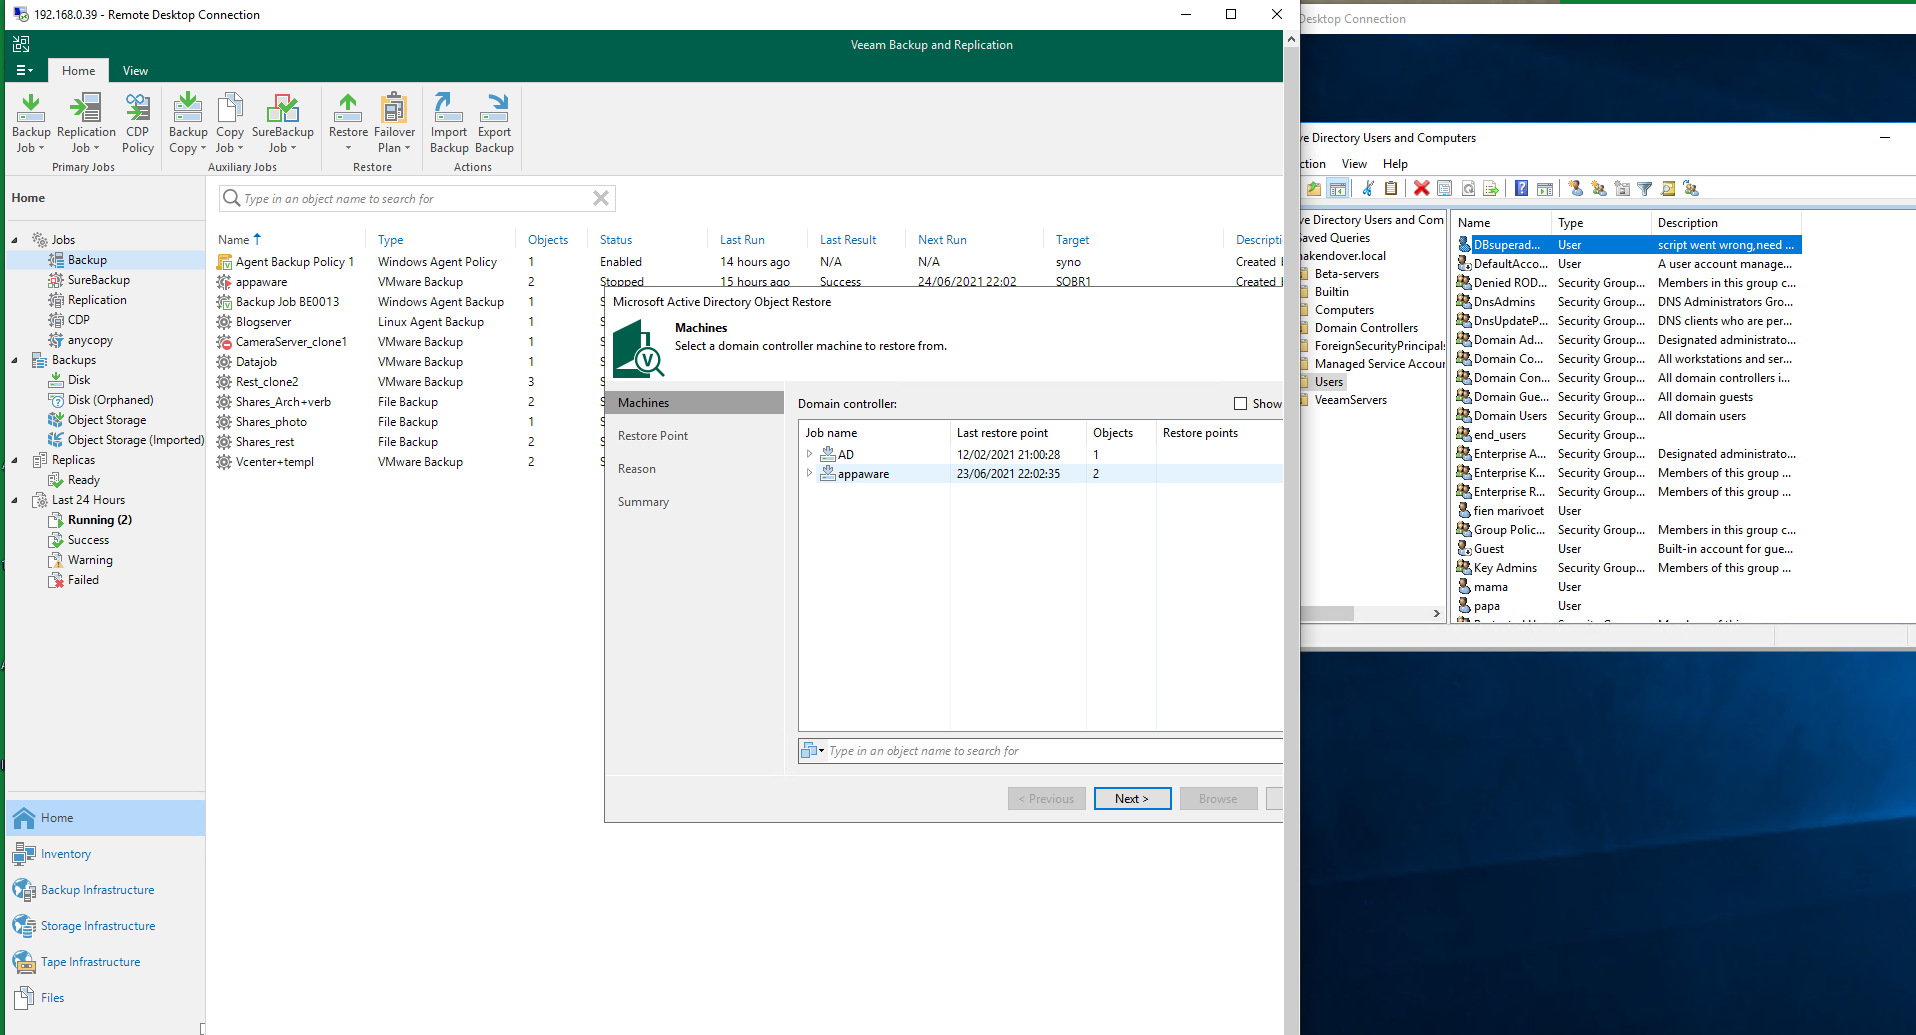 192.168.0.39 - Remote Desktop Connection
Veeam Backup and Replication
Home View
Backup Job
Replication Job
CDP Policy
Primary Jobs
Backup Copy
Copy Job
SureBackup Job
Auxiliary Jobs
Restore
Failover Plan
Restore
Import Backup
Export Backup
Actions
Home
Jobs
Backup
SureBackup
Replication
CDP
anycopy
Backups
Disk
Disk (Orphaned)
Object Storage
Object Storage (Imported)
Replicas
Ready
Last 24 Hours
Running (2)
Success
Warning
Failed
Home
Inventory
Backup Infrastructure
Storage Infrastructure
Tape Infrastructure
Files
Type in an object name to search for
Name Type Objects Status Last Run Last Result Next Run Target Descripti
Agent Backup Policy 1 Windows Agent Policy 1 Enabled 14 hours ago N/A N/A syno Created
appaware VMware Backup 2 Stopped 15 hours ago Success 24/06/2021 22:02 SOBR1 Created
Backup Job BE0013 Windows Agent Backup 1 S
Blogserver Linux Agent Backup 1 S
CameraServer_clone1 VMware Backup 1 S
Datajob VMware Backup 1 S
Rest_clone2 VMware Backup 3 S
Shares_Arch+verb File Backup 2 S
Shares_photo File Backup 1 S
Shares_rest File Backup 2 S
Vcenter+templ VMware Backup 2 S
Microsoft Active Directory Object Restore
Machines
Select a domain controller machine to restore from.
Machines
Restore Point
Reason
Summary
Domain controller:
Show
Job name Last restore point Objects Restore points
AD 12/02/2021 21:00:28 1
appaware 23/06/2021 22:02:35 2
Type in an object name to search for
< Previous Next > Browse
Desktop Connection
ve Directory Users and Computers
ction View Help
ve Directory Users and Com
aved Queries
akendover.local
Beta-servers
Builtin
Computers
Domain Controllers
ForeignSecurityPrincipals
Managed Service Accour
Users
VeeamServers
Name Type Description
DBsuperad... User script went wrong,need ...
DefaultAcco... User A user account manage...
Denied ROD... Security Group... Members in this group c...
DnsAdmins Security Group... DNS Administrators Gro...
DnsUpdateP... Security Group... DNS clients who are per...
Domain Ad... Security Group... Designated administrato...
Domain Co... Security Group... All workstations and ser...
Domain Con... Security Group... All domain controllers i...
Domain Gue... Security Group... All domain guests
Domain Users Security Group... All domain users
end_users Security Group...
Enterprise A... Security Group... Designated administrato...
Enterprise K... Security Group... Members of this group ...
Enterprise R... Security Group... Members of this group ...
fien marivoet User
Group Polic... Security Group... Members in this group c...
Guest User Built-in account for gue...
Key Admins Security Group... Members of this group ...
mama User
papa User